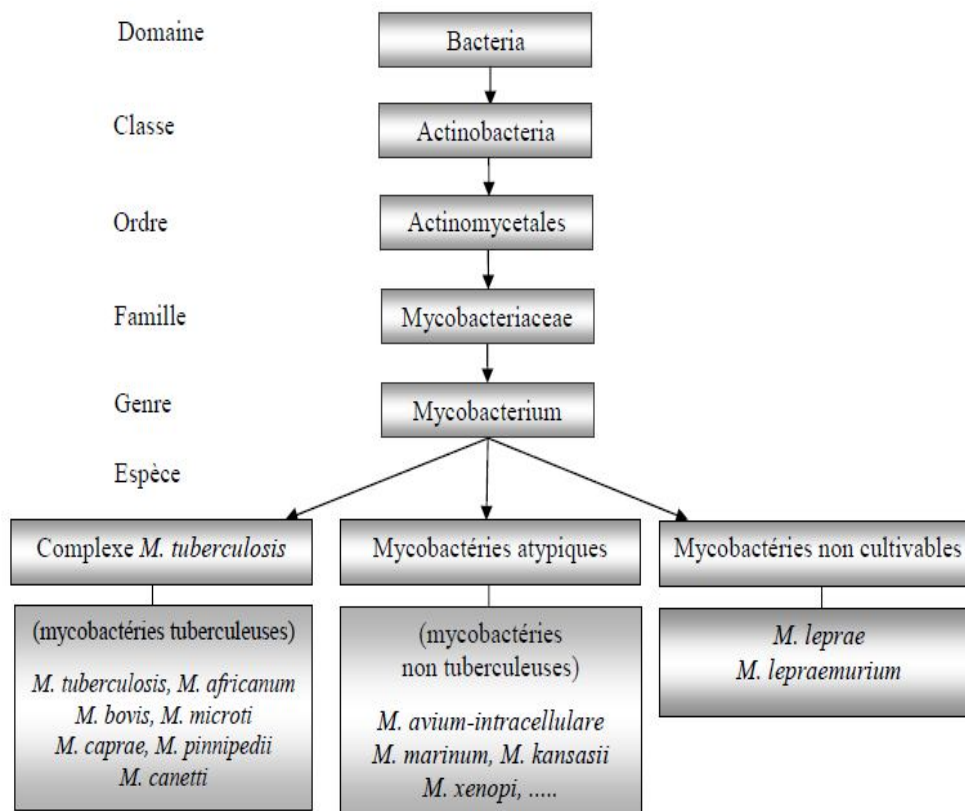 Domaine
Bacteria
Classe
Actinobacteria
Ordre
Actinomycetales
Famille
Mycobacteriaceae
Genre
Mycobacterium
Espèce
Complexe M. tuberculosis
(mycobactéries tuberculeuses)
M. tuberculosis, M. africanum
M. bovis, M. microti
M. caprae, M. pinnipedii
M. canetti
Mycobactéries atypiques
(mycobactéries
non tuberculeuses)
M. avium-intracellulare
M. marinum, M. kansasii
M. xenopi, .....
Mycobactéries non cultivables
M. leprae
M. lepraemurium